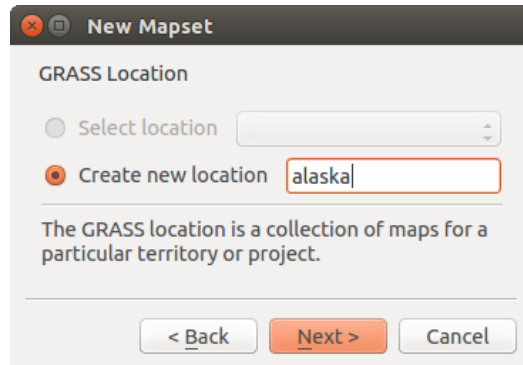 New Mapset
GRASS Location
Select location
Create new location alaska
The GRASS location is a collection of maps for a
particular territory or project.
< Back Next > Cancel